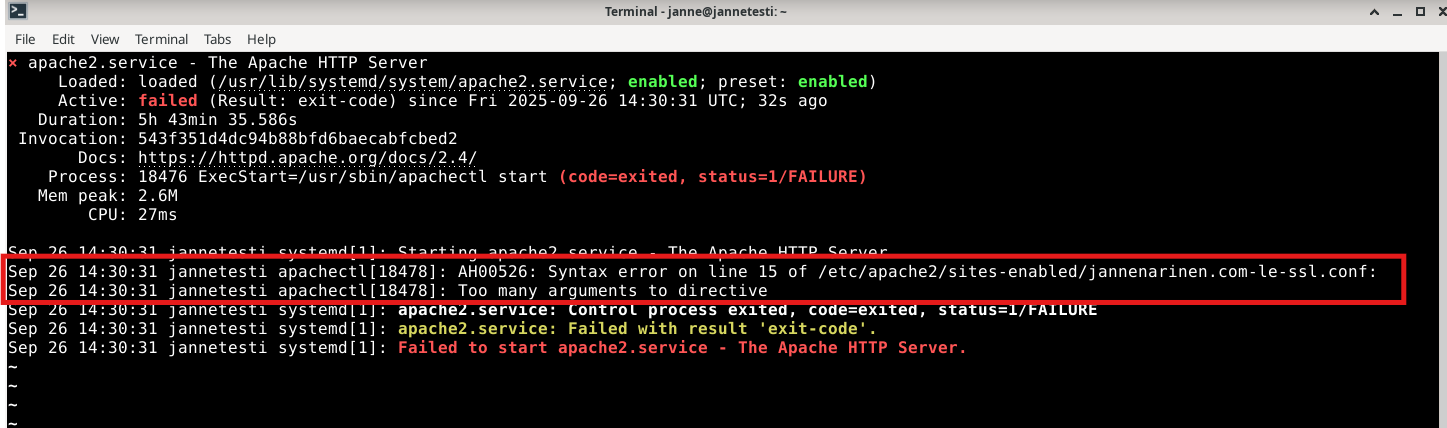 Terminal - janne@jannetesti: ~
File Edit View Terminal Tabs Help
× apache2.service - The Apache HTTP Server
Loaded: loaded (/usr/lib/systemd/system/apache2.service; enabled; preset: enabled)
Active: failed (Result: exit-code) since Fri 2025-09-26 14:30:31 UTC; 32s ago
Duration: 5h 43min 35.586s
Invocation: 543f351d4dc94b88bfd6baecabfcbed2
Docs: https://httpd.apache.org/docs/2.4/
Process: 18476 ExecStart=/usr/sbin/apachectl start (code=exited, status=1/FAILURE)
Mem peak: 2.6M
CPU: 27ms
Sep 26 14:30:31 jannetesti systemd[1]: Starting apache2.service - The Apache HTTP Server
Sep 26 14:30:31 jannetesti apachectl[18478]: AH00526: Syntax error on line 15 of /etc/apache2/sites-enabled/jannenarinen.com-le-ssl.conf:
Sep 26 14:30:31 jannetesti apachectl[18478]: Too many arguments to directive
Sep 26 14:30:31 jannetesti systemd[1]: apache2.service: Control process exited, code=exited, status=1/FAILURE
Sep 26 14:30:31 jannetesti systemd[1]: apache2.service: Failed with result 'exit-code'.
Sep 26 14:30:31 jannetesti systemd[1]: Failed to start apache2.service - The Apache HTTP Server.
~
~
~
~